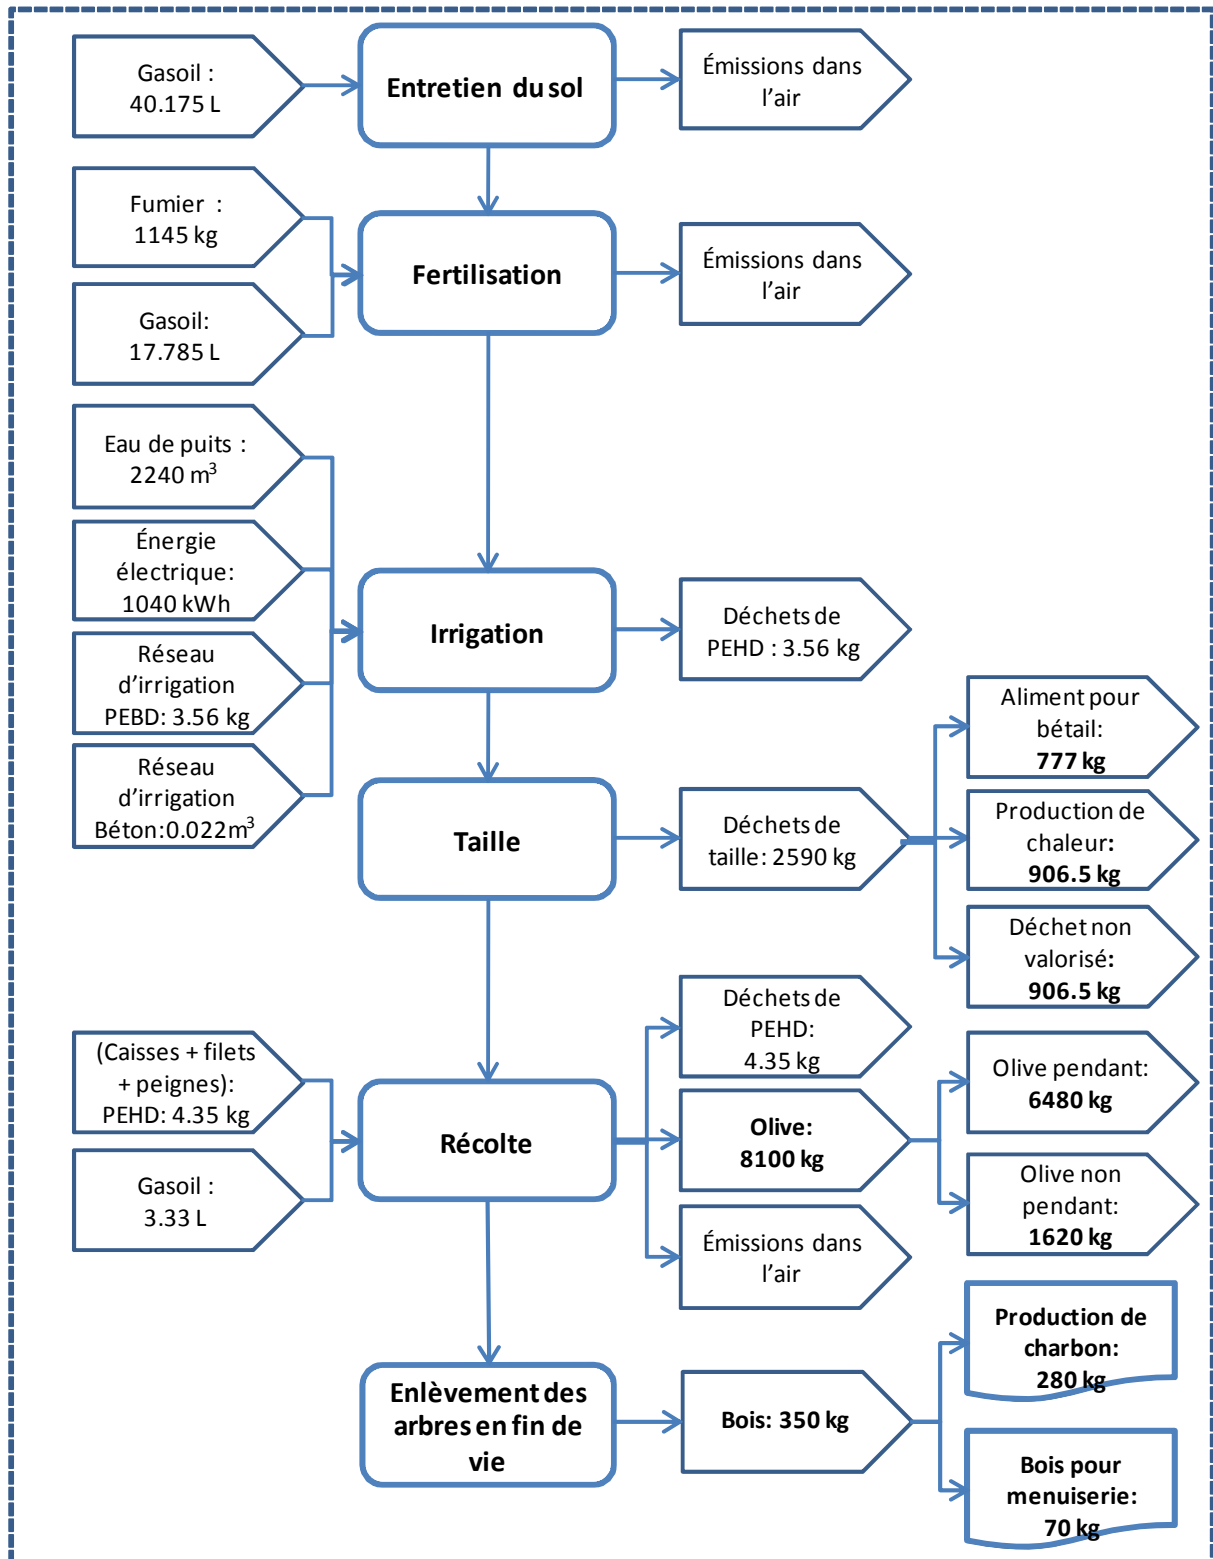 Gasoil :
40.175 L
Entretien du sol
Émissions dans
l'air
Fumier :
1145 kg
Gasoil:
17.785 L
Fertilisation
Émissions dans
l'air
Eau de puits :
2240 m³
Énergie
électrique:
1040 kWh
Réseau
d'irrigation
PEBD: 3.56 kg
Réseau
d'irrigation
Béton:0.022m³
Irrigation
Déchets de
PEHD : 3.56 kg
Taille
Déchets de
taille: 2590 kg
Aliment pour
bétail:
777 kg
Production de
chaleur:
906.5 kg
Déchet non
valorisé:
906.5 kg
(Caisses + filets
+ peignes):
PEHD: 4.35 kg
Gasoil :
3.33 L
Récolte
Déchets de
PEHD:
4.35 kg
Olive:
8100 kg
Émissions dans
l'air
Olive pendant:
6480 kg
Olive non
pendant:
1620 kg
Enlèvement des
arbres en fin de
vie
Bois: 350 kg
Production de
charbon:
280 kg
Bois pour
menuiserie:
70 kg